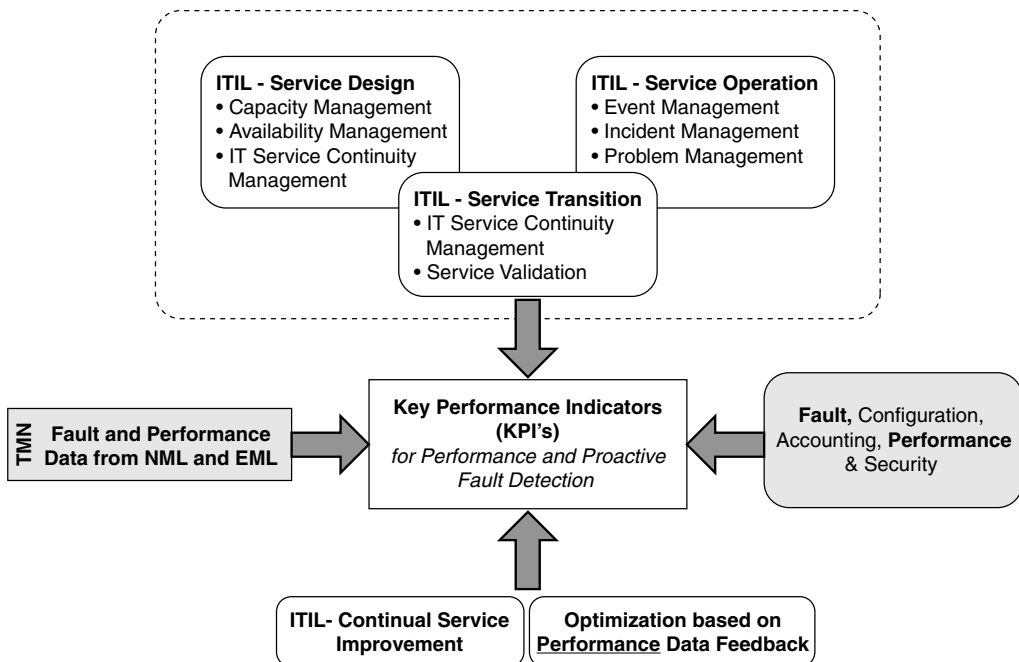 ITIL - Service Design
• Capacity Management
• Availability Management
• IT Service Continuity
Management
ITIL - Service Operation
• Event Management
• Incident Management
• Problem Management
ITIL - Service Transition
• IT Service Continuity
Management
• Service Validation
TMN
Fault and Performance
Data from NML and EML
Key Performance Indicators
(KPI's)
for Performance and Proactive
Fault Detection
Fault, Configuration,
Accounting, Performance
& Security
ITIL- Continual Service
Improvement
Optimization based on
Performance Data Feedback